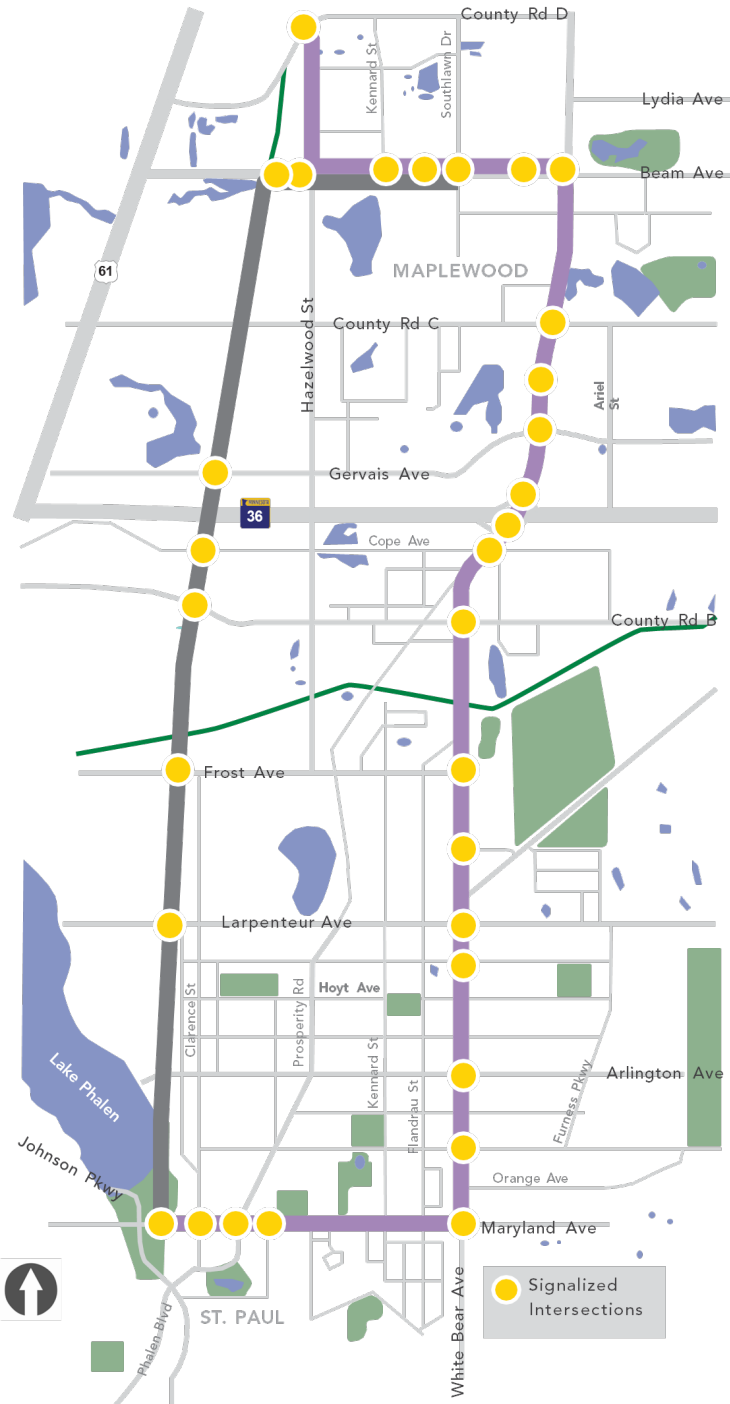 County Rd D
Kennard St
Southlawn Dr
Lydia Ave
Beam Ave
MAPLEWOOD
61
County Rd C
Hazelwood St
Ariel
St
Gervais Ave
MINNESOTA
36
Cope Ave
County Rd B
Frost Ave
Larpenteur Ave
Hoyt Ave
Clarence St
Prosperity Rd
Kennard St
Flandrau St
Arlington Ave
Furness Pkwy
Lake Phalen
Johnson Pkwy
Orange Ave
Maryland Ave
White Bear Ave
Signalized
Intersections
ST. PAUL
Phalen Blvd